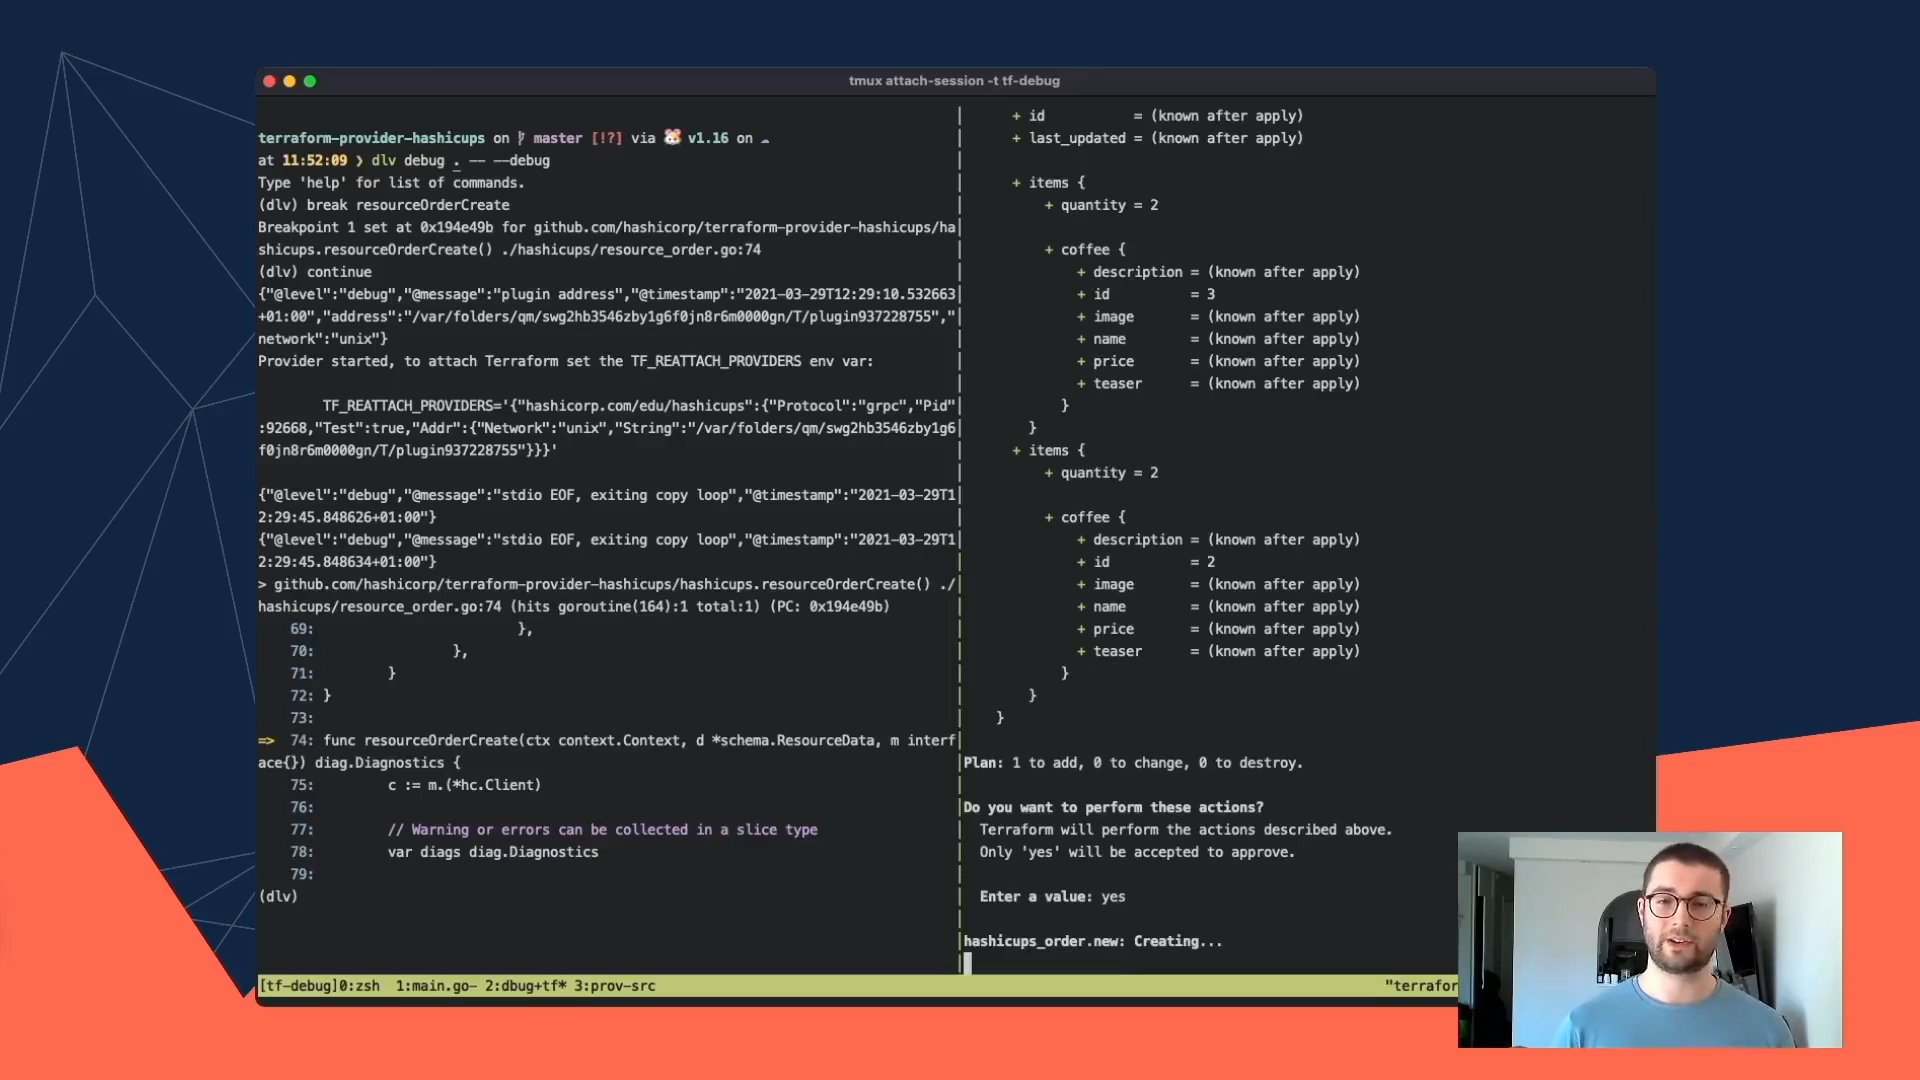 tmux attach-session -t tf-debug
terraform-provider-hashicups on master [!?] via 🐹 v1.16 on ☁
at 11:52:09 ❯ dlv debug . -- --debug
Type 'help' for list of commands.
(dlv) break resourceOrderCreate
Breakpoint 1 set at 0x194e49b for github.com/hashicorp/terraform-provider-hashicups/ha
shicups.resourceOrderCreate() ./hashicups/resource_order.go:74
(dlv) continue
{"@level":"debug","@message":"plugin address","@timestamp":"2021-03-29T12:29:10.532663
+01:00","address":"/var/folders/qm/swg2hb3546zby1g6f0jn8r6m0000gn/T/plugin937228755","
network":"unix"}
Provider started, to attach Terraform set the TF_REATTACH_PROVIDERS env var:
TF_REATTACH_PROVIDERS='{"hashicorp.com/edu/hashicups":{"Protocol":"grpc","Pid"
:92668,"Test":true,"Addr":{"Network":"unix","String":"/var/folders/qm/swg2hb3546zby1g6
f0jn8r6m0000gn/T/plugin937228755"}}}'
{"@level":"debug","@message":"stdio EOF, exiting copy loop","@timestamp":"2021-03-29T1
2:29:45.848626+01:00"}
{"@level":"debug","@message":"stdio EOF, exiting copy loop","@timestamp":"2021-03-29T1
2:29:45.848634+01:00"}
> github.com/hashicorp/terraform-provider-hashicups/hashicups.resourceOrderCreate() ./
hashicups/resource_order.go:74 (hits goroutine(164):1 total:1) (PC: 0x194e49b)
69: },
70: },
71: }
72: }
73:
=> 74: func resourceOrderCreate(ctx context.Context, d *schema.ResourceData, m interf
ace{}) diag.Diagnostics {
75: c := m.(*hc.Client)
76:
77: // Warning or errors can be collected in a slice type
78: var diags diag.Diagnostics
79:
(dlv)
+ id = (known after apply)
+ last_updated = (known after apply)
+ items {
+ quantity = 2
+ coffee {
+ description = (known after apply)
+ id = 3
+ image = (known after apply)
+ name = (known after apply)
+ price = (known after apply)
+ teaser = (known after apply)
}
}
+ items {
+ quantity = 2
+ coffee {
+ description = (known after apply)
+ id = 2
+ image = (known after apply)
+ name = (known after apply)
+ price = (known after apply)
+ teaser = (known after apply)
}
}
}
Plan: 1 to add, 0 to change, 0 to destroy.
Do you want to perform these actions?
Terraform will perform the actions described above.
Only 'yes' will be accepted to approve.
Enter a value: yes
hashicups_order.new: Creating...
[tf-debug]0:zsh 1:main.go- 2:dbug+tf* 3:prov-src "terrafor